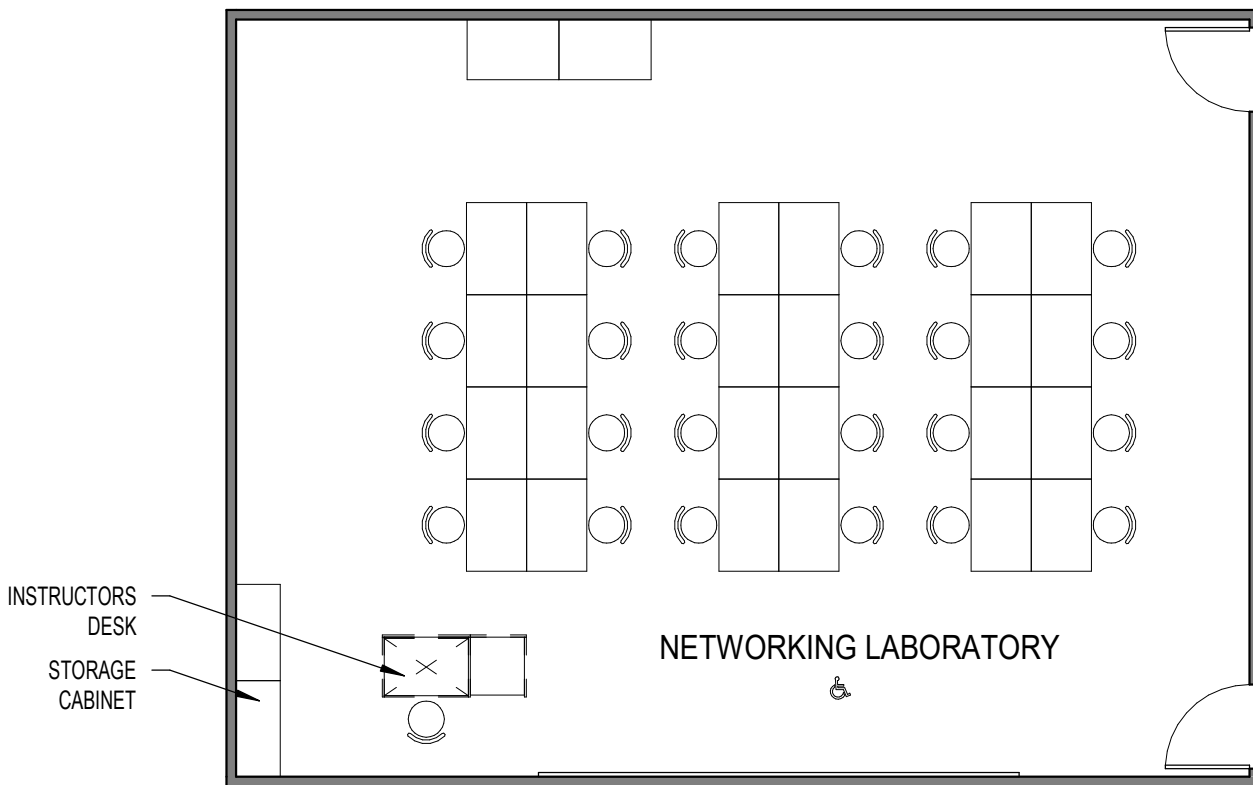 INSTRUCTORS
DESK
STORAGE
CABINET
NETWORKING LABORATORY